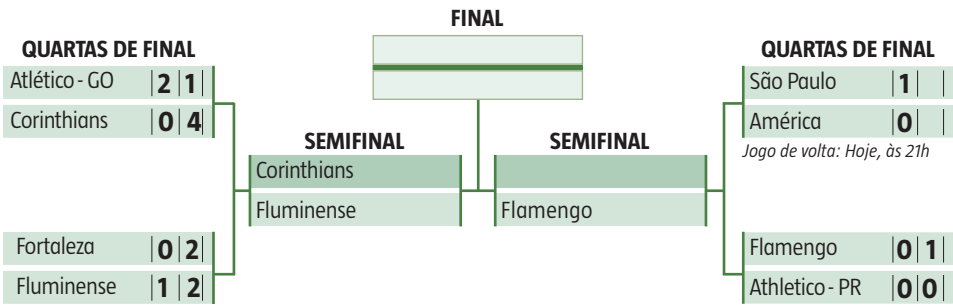 FINAL
QUARTAS DE FINAL
Atlético - GO 2 1
Corinthians 0 4
SEMIFINAL
Corinthians
Fluminense
Fortaleza 0 2
Fluminense 1 2
SEMIFINAL
Flamengo
QUARTAS DE FINAL
São Paulo 1
América 0
Jogo de volta: Hoje, às 21h
Flamengo 0 1
Athletico - PR 0 0